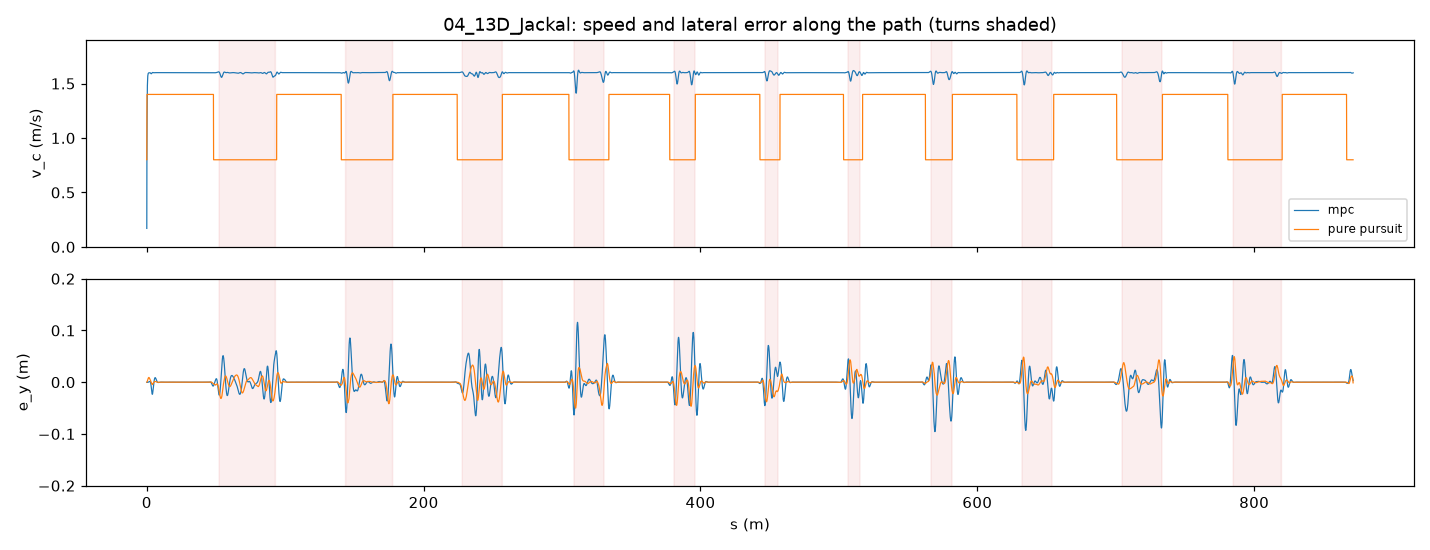 04_13D_Jackal: speed and lateral error along the path (turns shaded)
v_c (m/s)
1.5
1.0
0.5
0.0
mpc
pure pursuit
e_y (m)
0.2
0.1
0.0
−0.1
−0.2
0
200
400
600
800
s (m)